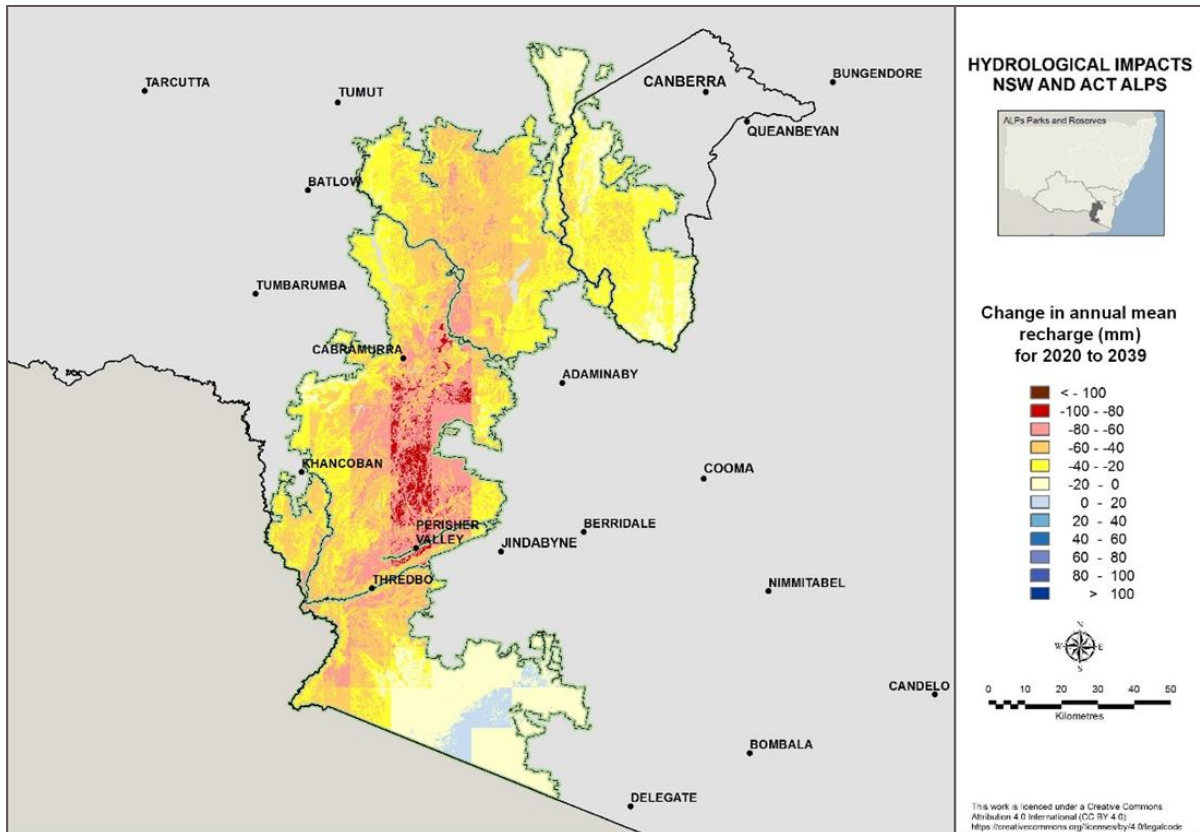 TARCUTTA
TUMUT
CANBERRA
BUNGENDORE
QUEANBEYAN
BATLOW
TUMBARUMBA
CABRAMURRA
ADAMINABY
KHANCOBAN
COOMA
PERISHER
VALLEY
BERRIDALE
JINDABYNE
THREDBO
NIMMITABEL
CANDELO
BOMBALA
DELEGATE
HYDROLOGICAL IMPACTS
NSW AND ACT ALPS
ALPs Parks and Reserves
Change in annual mean
recharge (mm)
for 2020 to 2039
< - 100
-100 - -80
-80 - -60
-60 - -40
-40 - -20
-20 - 0
0 - 20
20 - 40
40 - 60
60 - 80
80 - 100
> 100
N
W E
S
0 10 20 30 40 50
Kilometres
This work is licenced under a Creative Commons
Attribution 4.0 International (CC BY 4.0)
https://creativecommons.org/licenses/by/4.0/legalcode